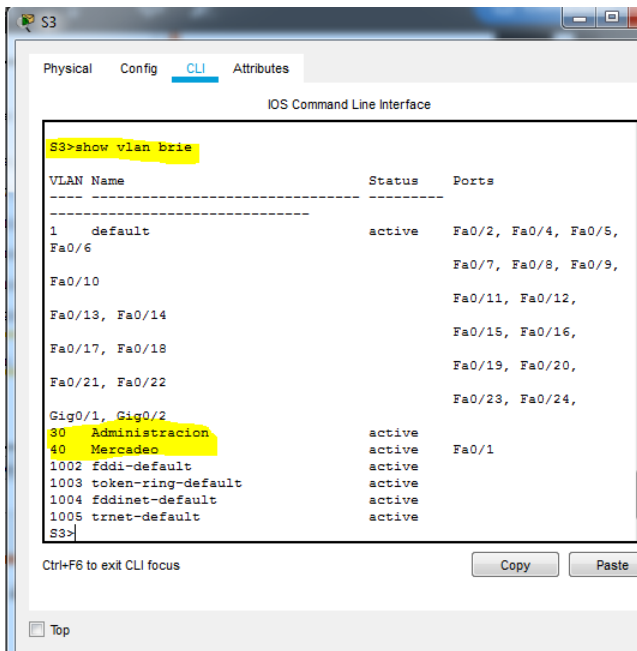 S3
Physical Config CLI Attributes
IOS Command Line Interface
S3>show vlan brie
VLAN Name Status Ports
---- -------------------------------- ---------
-------------------------------
1 default active Fa0/2, Fa0/4, Fa0/5,
Fa0/6
Fa0/7, Fa0/8, Fa0/9,
Fa0/10
Fa0/11, Fa0/12,
Fa0/13, Fa0/14
Fa0/15, Fa0/16,
Fa0/17, Fa0/18
Fa0/19, Fa0/20,
Fa0/21, Fa0/22
Fa0/23, Fa0/24,
Gig0/1, Gig0/2
30 Administracion active
40 Mercadeo active Fa0/1
1002 fddi-default active
1003 token-ring-default active
1004 fddinet-default active
1005 trnet-default active
S3>
Ctrl+F6 to exit CLI focus
Copy Paste
Top